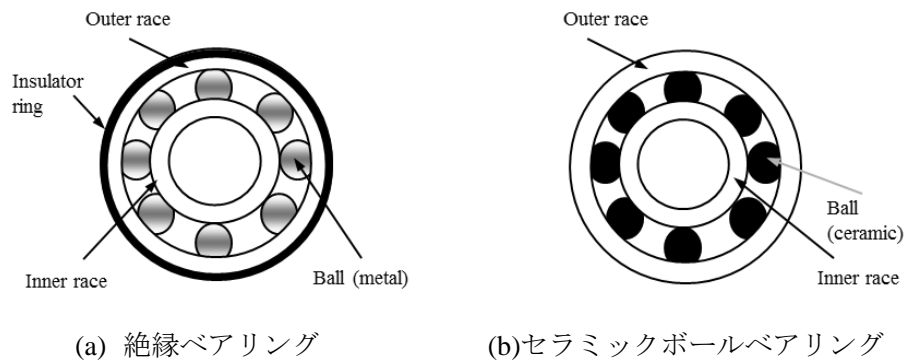 Outer race
Insulator
ring
Inner race
Ball (metal)
(a) 絶縁ベアリング
Outer race
Ball
(ceramic)
Inner race
(b)セラミックボールベアリング